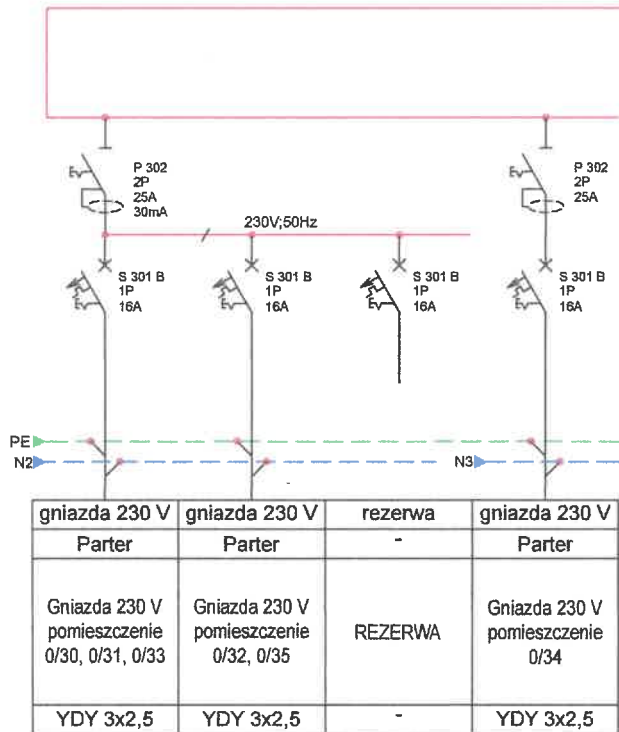 P 302
2P
25A
30mA
P 302
2P
25A
230V;50Hz
S 301 B
1P
16A
S 301 B
1P
16A
S 301 B
1P
16A
S 301 B
1P
16A
PE
N2
N3
gniazda 230 V
gniazda 230 V
rezerwa
gniazda 230 V
Parter
Parter
-
Parter
Gniazda 230 V
pomieszczenie
0/30, 0/31, 0/33
Gniazda 230 V
pomieszczenie
0/32, 0/35
REZERWA
Gniazda 230 V
pomieszczenie
0/34
YDY 3x2,5
YDY 3x2,5
-
YDY 3x2,5